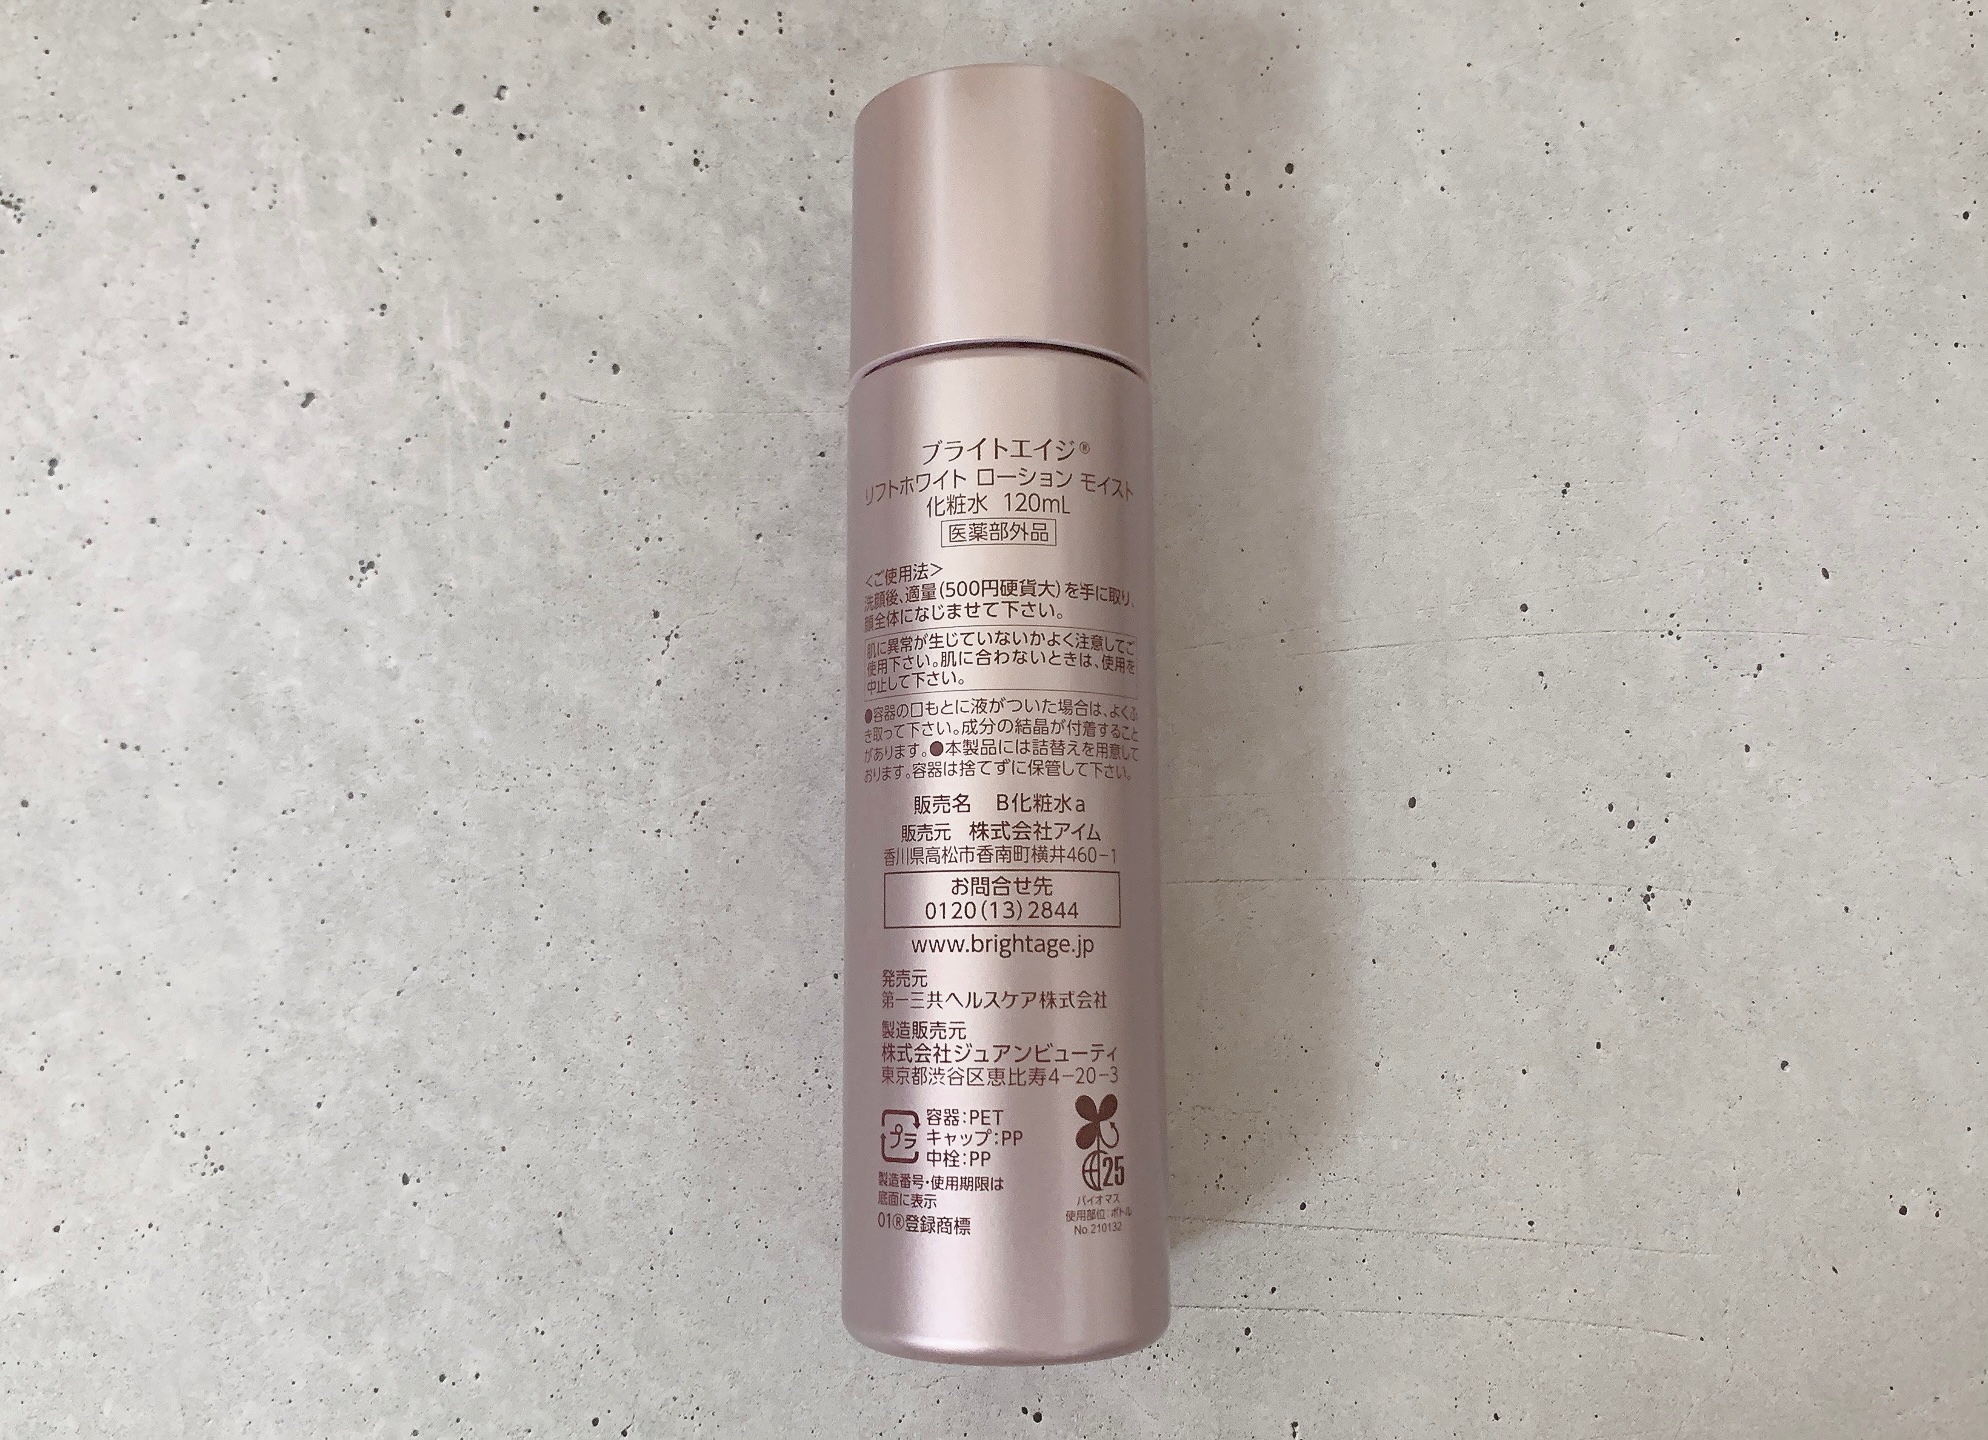 ブライトエイジ®
リフトホワイト ローション モイスト
化粧水 120mL
医薬部外品
<ご使用法>
洗顔後、適量(500円硬貨大)を手に取り、
顔全体になじませて下さい。
肌に異常が生じていないかよく注意してご
使用下さい。肌に合わないときは、使用を
中止して下さい。
●容器の口もとに液がついた場合は、よくふ
き取って下さい。成分の結晶が付着すること
があります。●本製品には詰替えを用意して
おります。容器は捨てずに保管して下さい。
販売名 B化粧水a
販売元 株式会社アイム
香川県高松市香南町横井460-1
お問合せ先
0120(13)2844
www.brightage.jp
発売元
第一三共ヘルスケア株式会社
製造販売元
株式会社ジュアンビューティ
東京都渋谷区恵比寿4-20-3
プラ
容器:PET
キャップ:PP
中栓:PP
製造番号・使用期限は
底面に表示
01®登録商標
25
バイオマス
使用部位:ボトル
No.210132